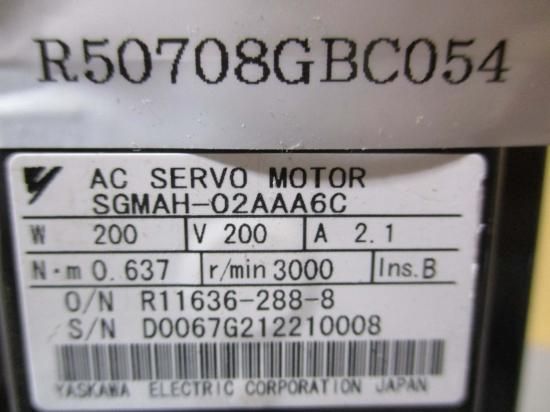 R50708GBC054
AC SERVO MOTOR
SGMAH-02AAA6C
W 200 V 200 A 2.1
N·m 0.637 r/min 3000 Ins.B
O/N R11636-288-8
S/N D0067G212210008
YASKAWA ELECTRIC CORPORATION JAPAN